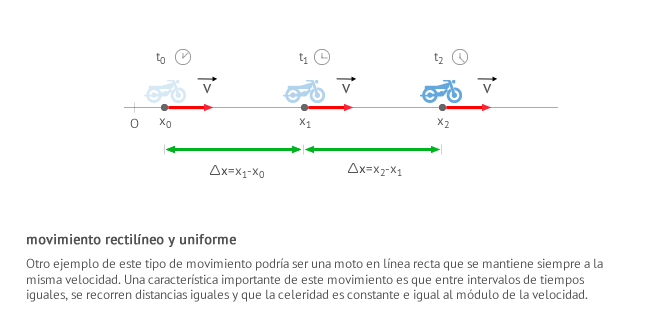 t₀ t₁ t₂
v v v
O x₀ x₁ x₂
△x=x₁-x₀ △x=x₂-x₁
movimiento rectilíneo y uniforme
Otro ejemplo de este tipo de movimiento podría ser una moto en línea recta que se mantiene siempre a la
misma velocidad. Una característica importante de este movimiento es que entre intervalos de tiempos
iguales, se recorren distancias iguales y que la celeridad es constante e igual al módulo de la velocidad.